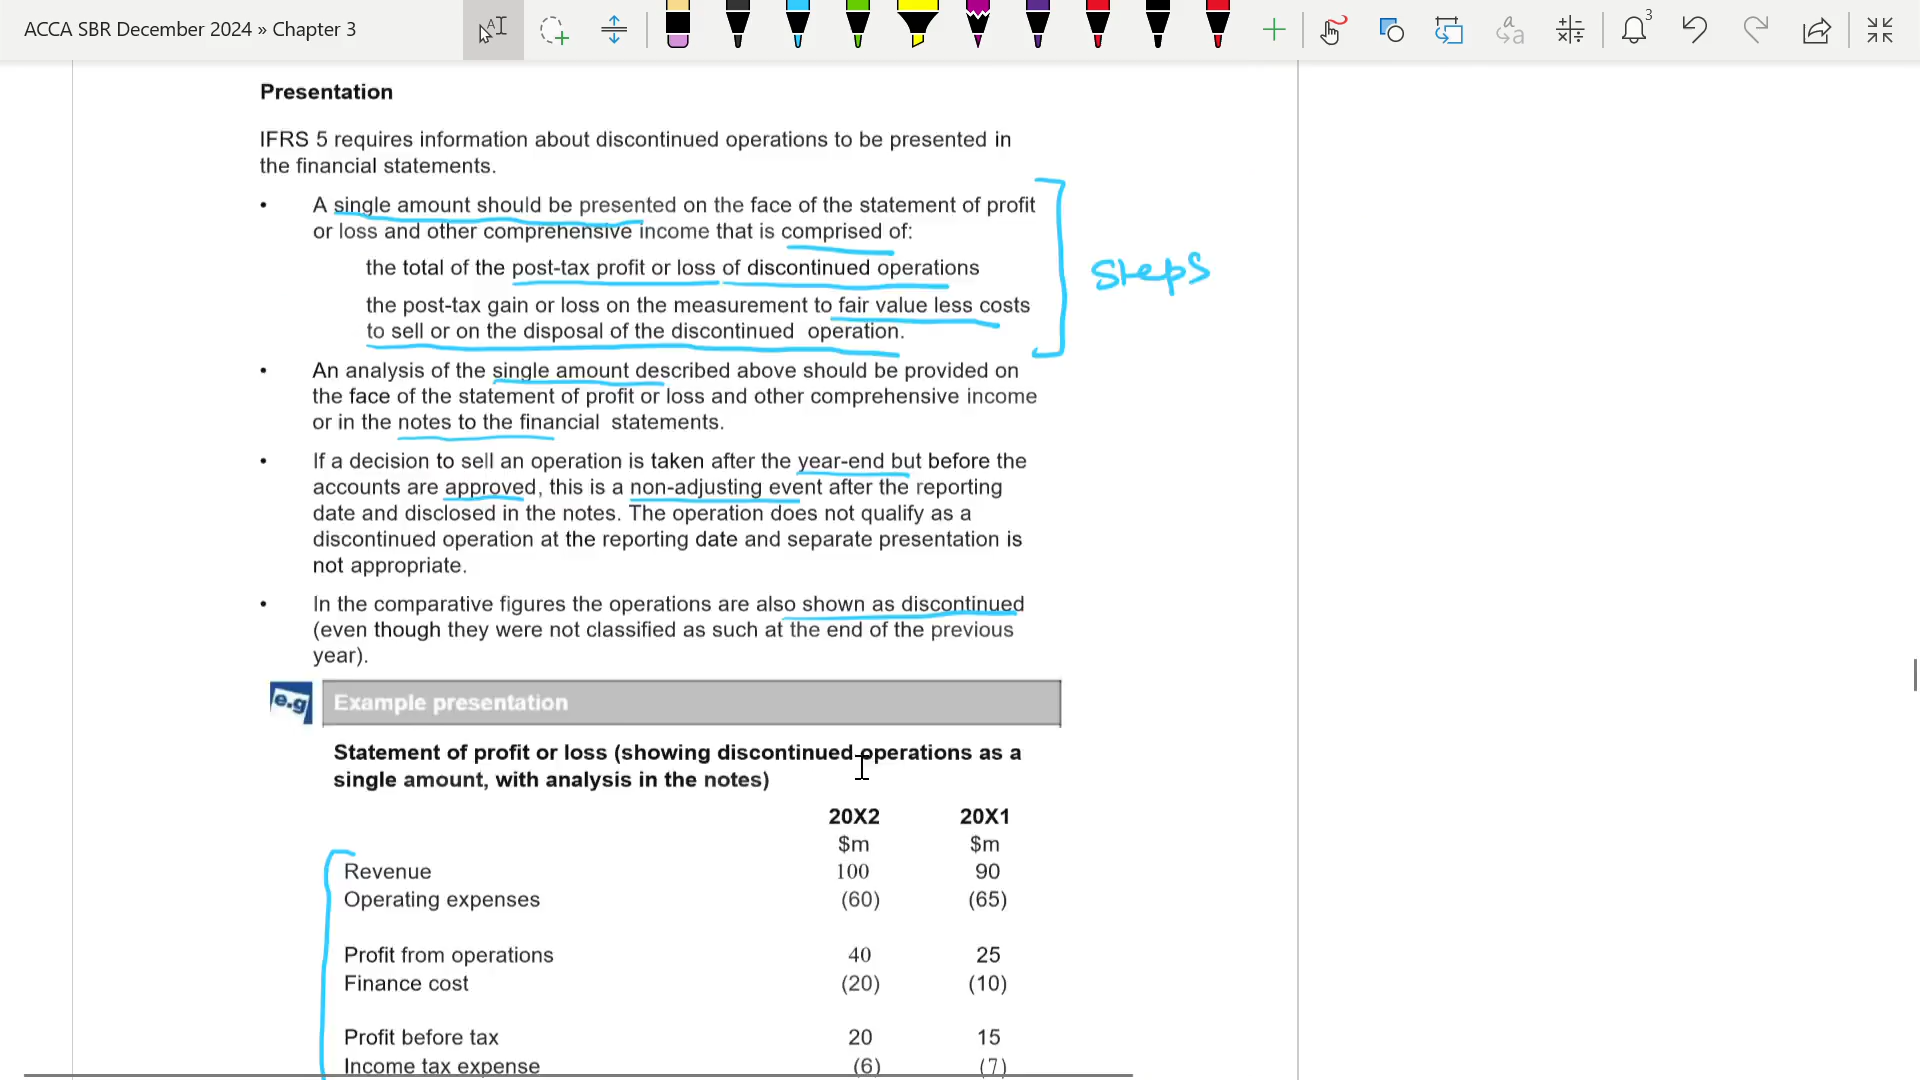 ACCA SBR December 2024 » Chapter 3
3
Presentation
IFRS 5 requires information about discontinued operations to be presented in
the financial statements.
• A single amount should be presented on the face of the statement of profit
or loss and other comprehensive income that is comprised of:
the total of the post-tax profit or loss of discontinued operations
the post-tax gain or loss on the measurement to fair value less costs
to sell or on the disposal of the discontinued operation.
steps
• An analysis of the single amount described above should be provided on
the face of the statement of profit or loss and other comprehensive income
or in the notes to the financial statements.
• If a decision to sell an operation is taken after the year-end but before the
accounts are approved, this is a non-adjusting event after the reporting
date and disclosed in the notes. The operation does not qualify as a
discontinued operation at the reporting date and separate presentation is
not appropriate.
• In the comparative figures the operations are also shown as discontinued
(even though they were not classified as such at the end of the previous
year).
e.g Example presentation
Statement of profit or loss (showing discontinued operations as a
single amount, with analysis in the notes)
20X2 20X1
$m $m
Revenue 100 90
Operating expenses (60) (65)
Profit from operations 40 25
Finance cost (20) (10)
Profit before tax 20 15
Income tax expense (6) (7)